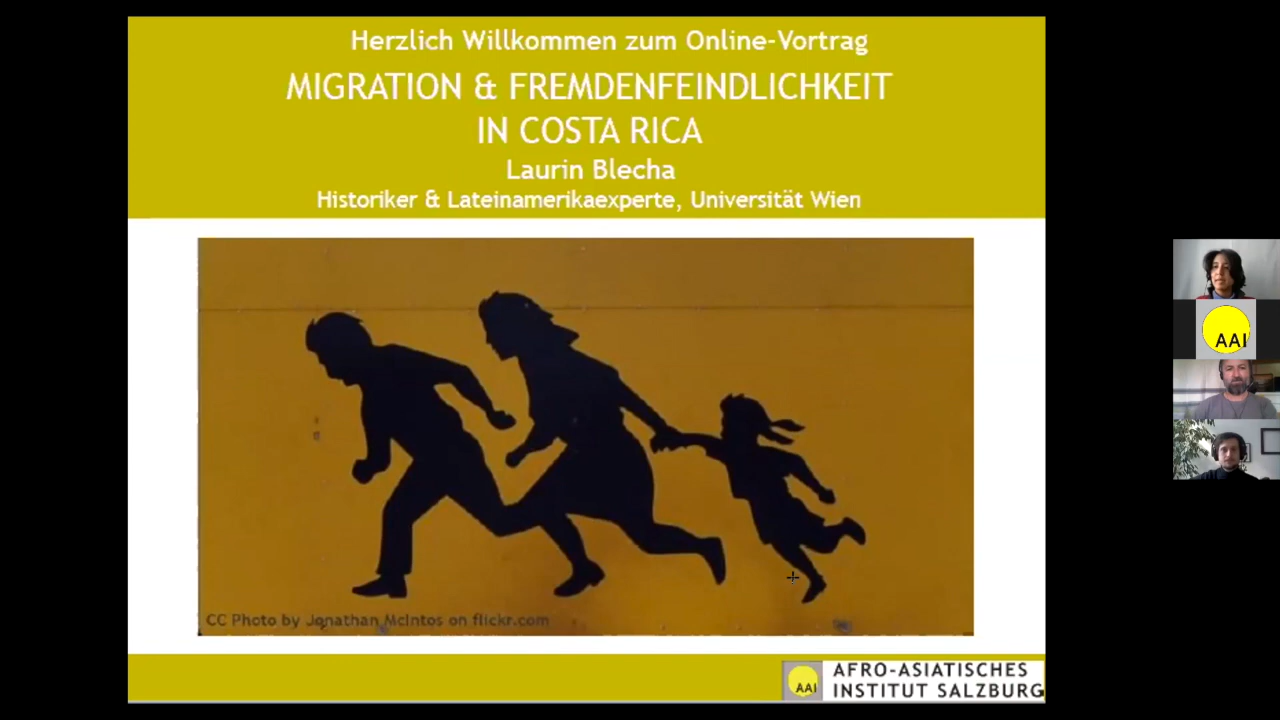 Herzlich Willkommen zum Online-Vortrag
MIGRATION & FREMDENFEINDLICHKEIT
IN COSTA RICA
Laurin Blecha
Historiker & Lateinamerikaexperte, Universität Wien
AAI
CC Photo by Jonathan McIntos on flickr.com
AAI
AFRO-ASIATISCHES
INSTITUT SALZBURG